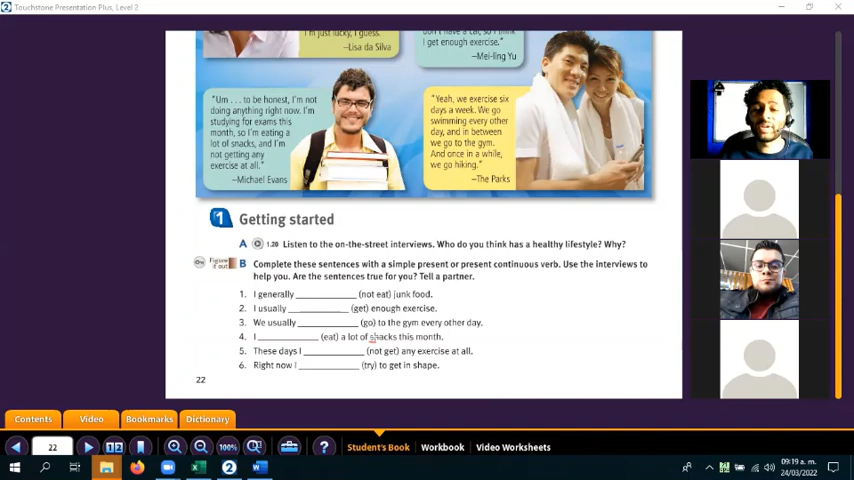 Touchstone Presentation Plus, Level 2
I'm just lucky, I guess.
—Lisa da Silva
don't have a car, so I think
I get enough exercise."
—Mei-ling Yu
"Um . . . to be honest, I'm not
doing anything right now. I'm
studying for exams this
month, so I'm eating a
lot of snacks, and I'm
not getting any
exercise at all."
—Michael Evans
"Yeah, we exercise six
days a week. We go
swimming every other
day, and in between
we go to the gym.
And once in a while,
we go hiking."
—The Parks
1 Getting started
A 1.20 Listen to the on-the-street interviews. Who do you think has a healthy lifestyle? Why?
Figure it out
B Complete these sentences with a simple present or present continuous verb. Use the interviews to
help you. Are the sentences true for you? Tell a partner.
1. I generally ____________ (not eat) junk food.
2. I usually ____________ (get) enough exercise.
3. We usually ____________ (go) to the gym every other day.
4. I ____________ (eat) a lot of snacks this month.
5. These days I ____________ (not get) any exercise at all.
6. Right now I ____________ (try) to get in shape.
22
Contents Video Bookmarks Dictionary
22 100% Student's Book Workbook Video Worksheets
09:19 a. m.
24/03/2022